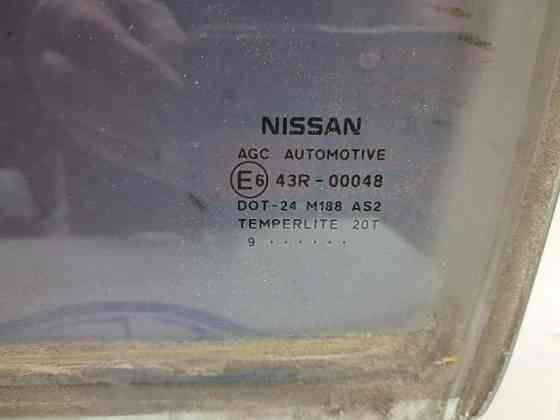 NISSAN
AGC AUTOMOTIVE
E6 43R-00048
DOT-24 M188 AS2
TEMPERLITE 20T
9 ......